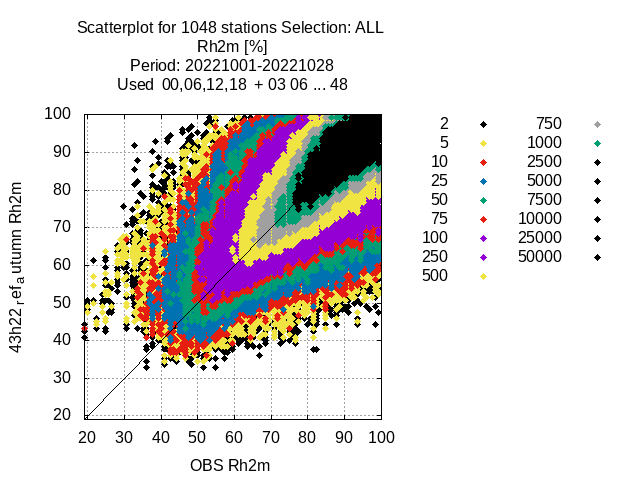 Scatterplot for 1048 stations Selection: ALL
Rh2m [%]
Period: 20221001-20221028
Used 00,06,12,18 + 03 06 ... 48
100
90
80
70
60
50
40
30
20
20 30 40 50 60 70 80 90 100
43h22refautumn Rh2m
OBS Rh2m
2 750
5 1000
10 2500
25 5000
50 7500
75 10000
100 25000
250 50000
500